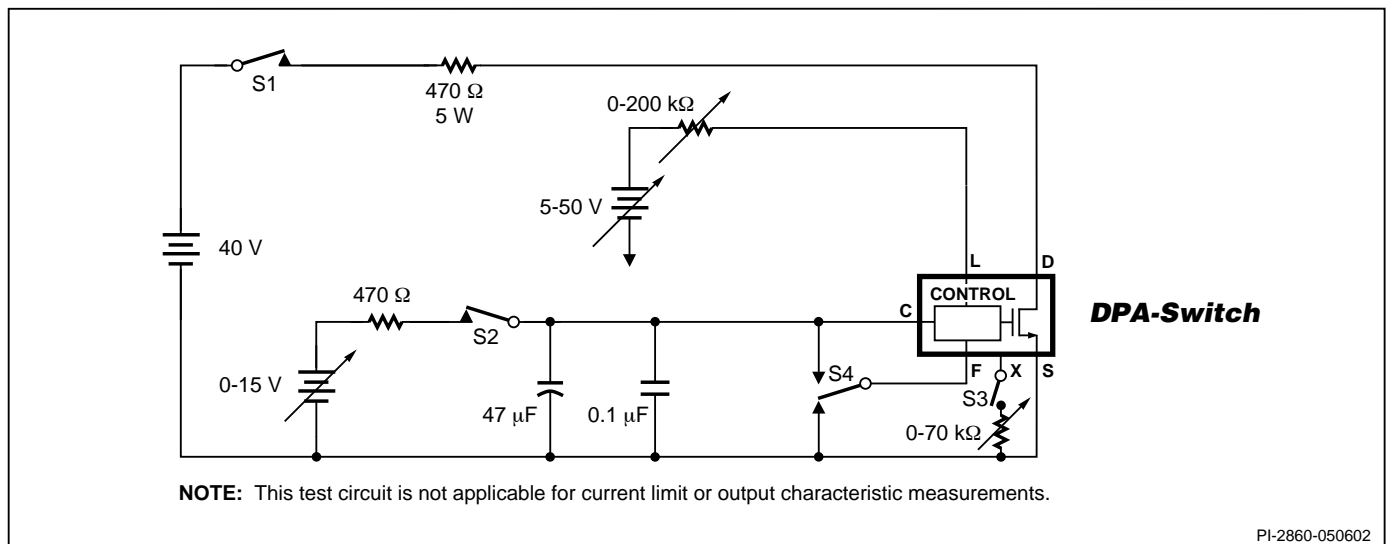 S1
470 Ω
5 W
0-200 kΩ
5-50 V
40 V
L
D
CONTROL
C
DPA-Switch
470 Ω
S2
0-15 V
47 µF
0.1 µF
S4
F
X
S
S3
0-70 kΩ
NOTE: This test circuit is not applicable for current limit or output characteristic measurements.
PI-2860-050602